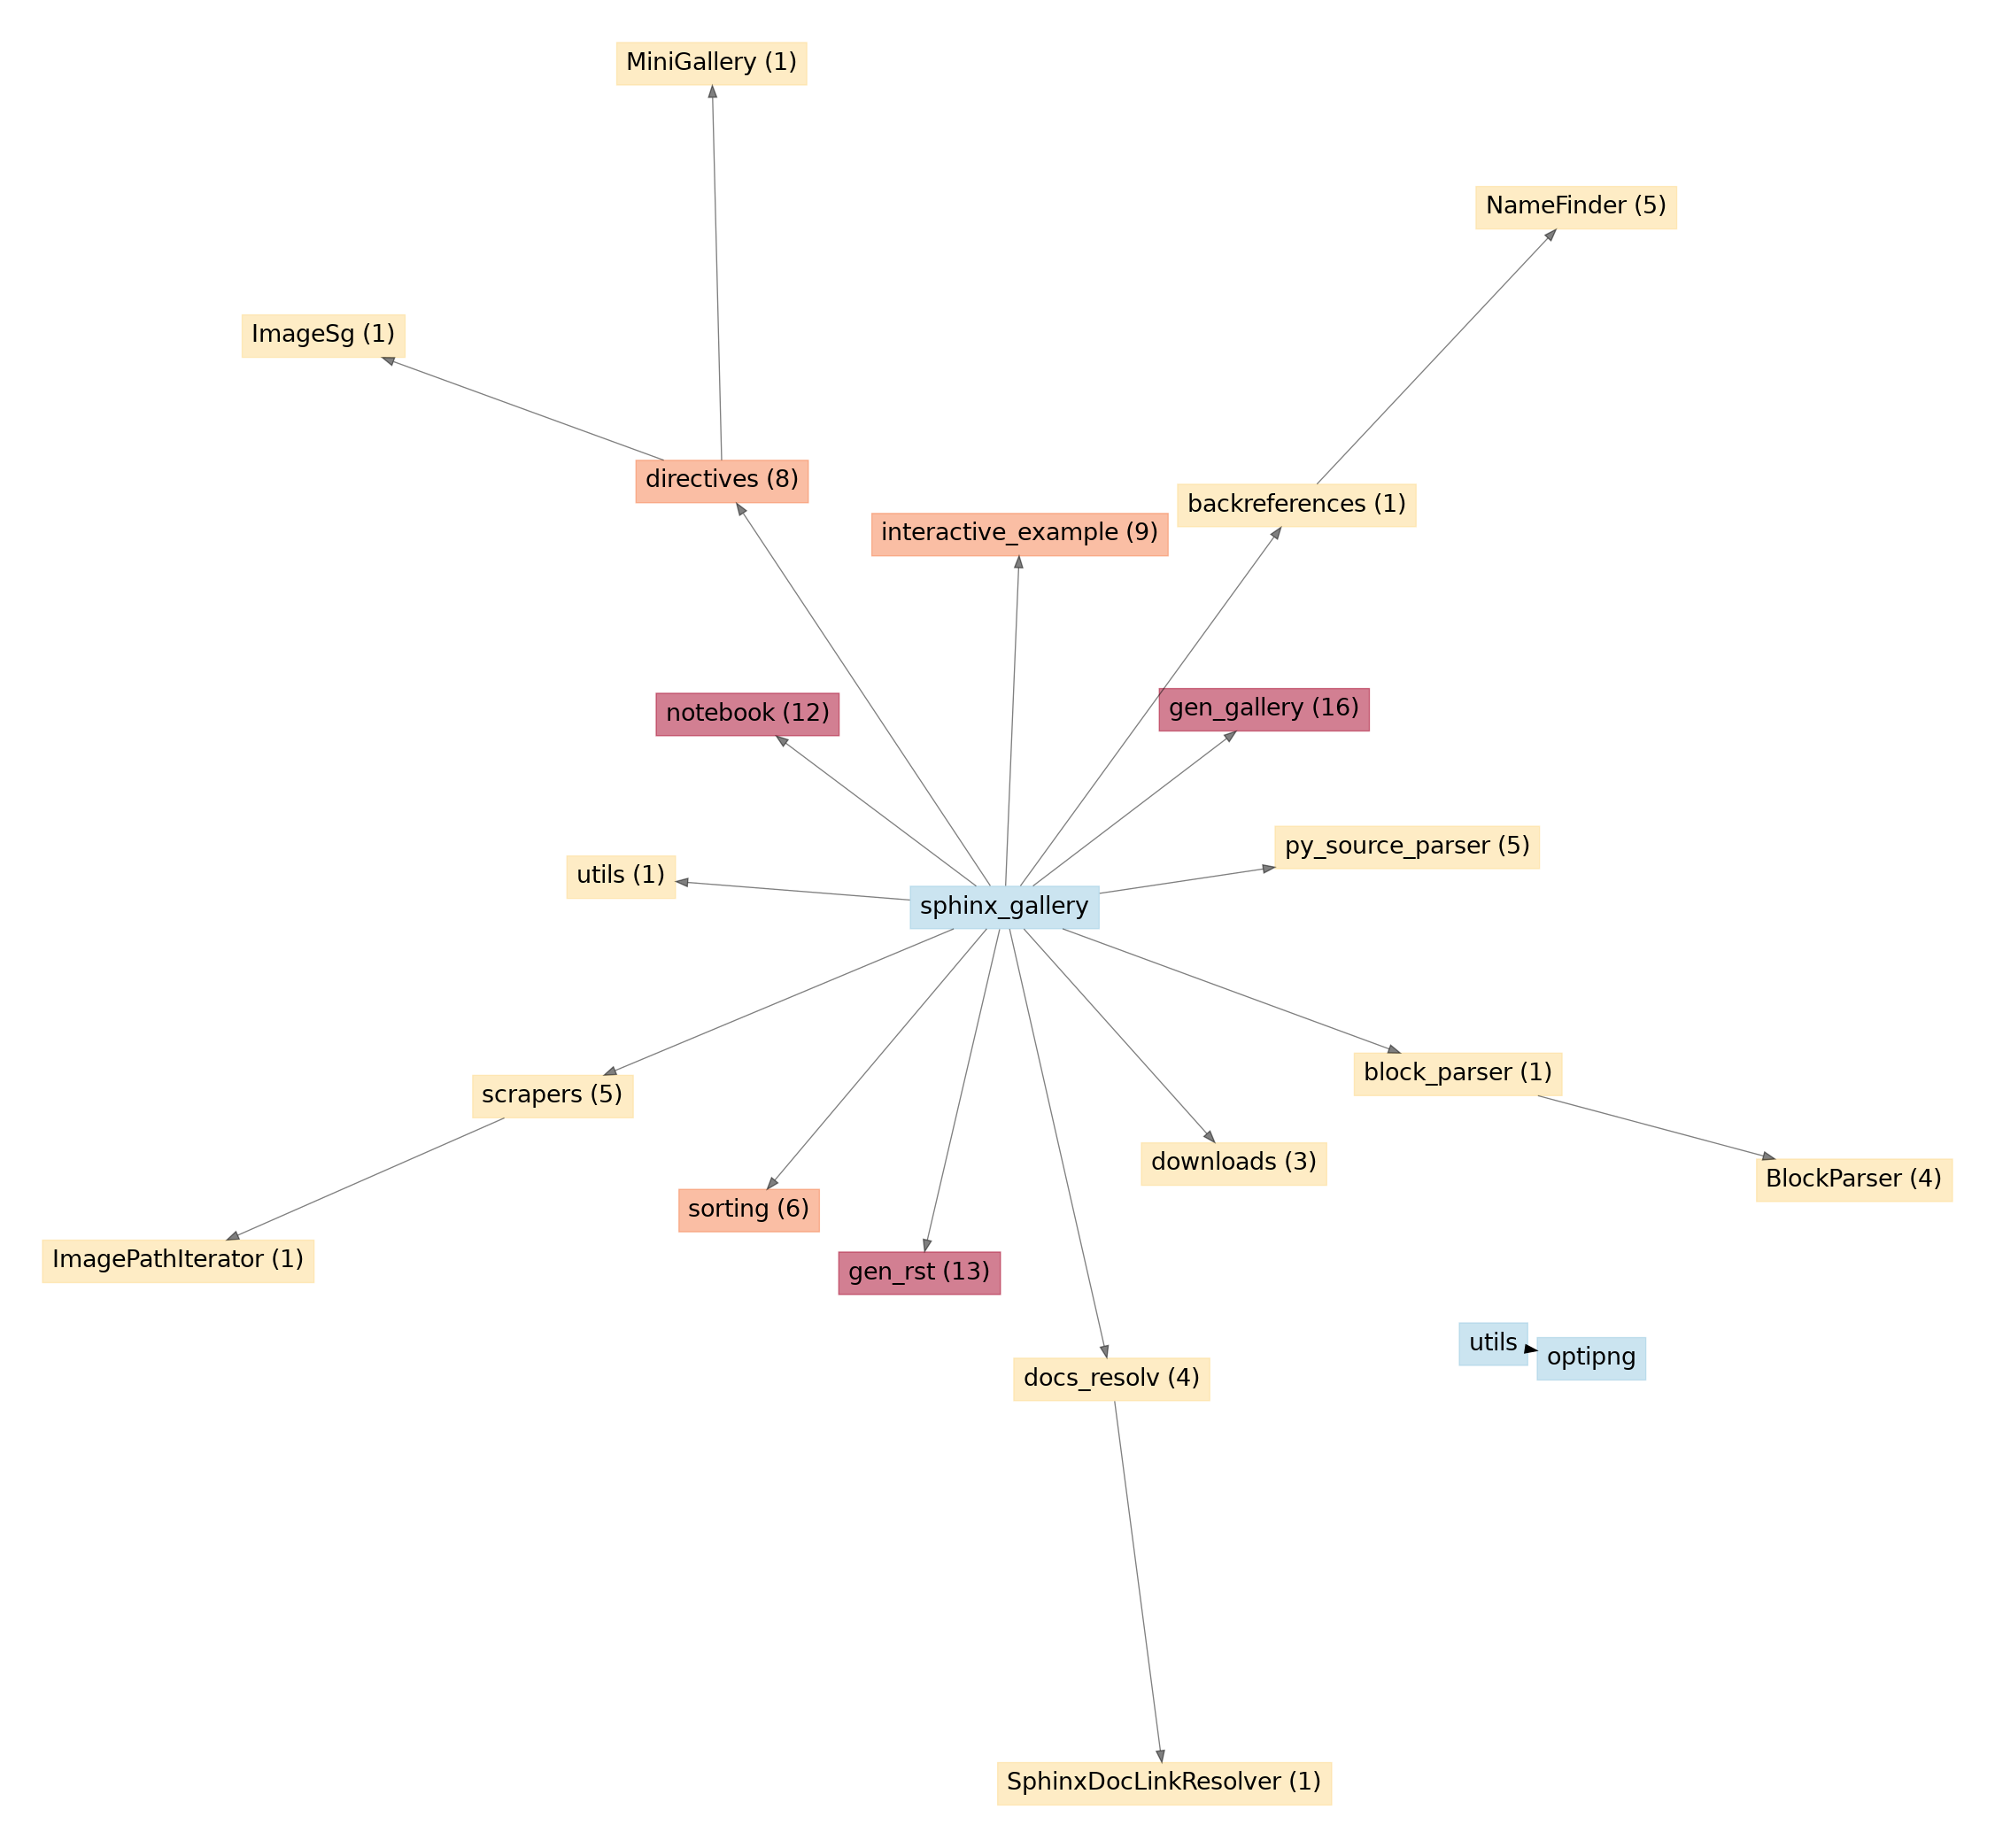 MiniGallery (1)
NameFinder (5)
ImageSg (1)
directives (8)
backreferences (1)
interactive_example (9)
notebook (12)
gen_gallery (16)
py_source_parser (5)
utils (1)
sphinx_gallery
block_parser (1)
scrapers (5)
downloads (3)
BlockParser (4)
sorting (6)
ImagePathIterator (1)
gen_rst (13)
utils
optipng
docs_resolv (4)
SphinxDocLinkResolver (1)